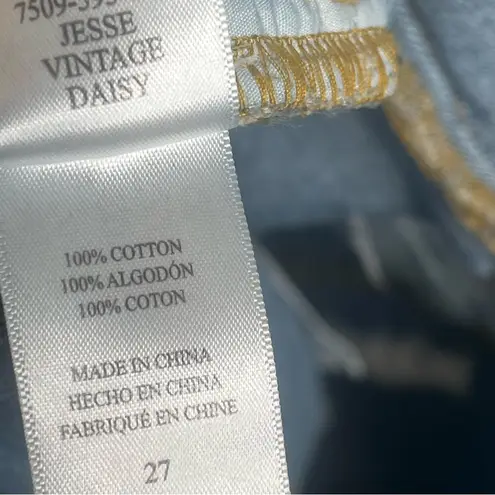 JESSE
VINTAGE
DAISY
100% COTTON
100% ALGODÓN
100% COTON
MADE IN CHINA
HECHO EN CHINA
FABRIQUÉ EN CHINE
27